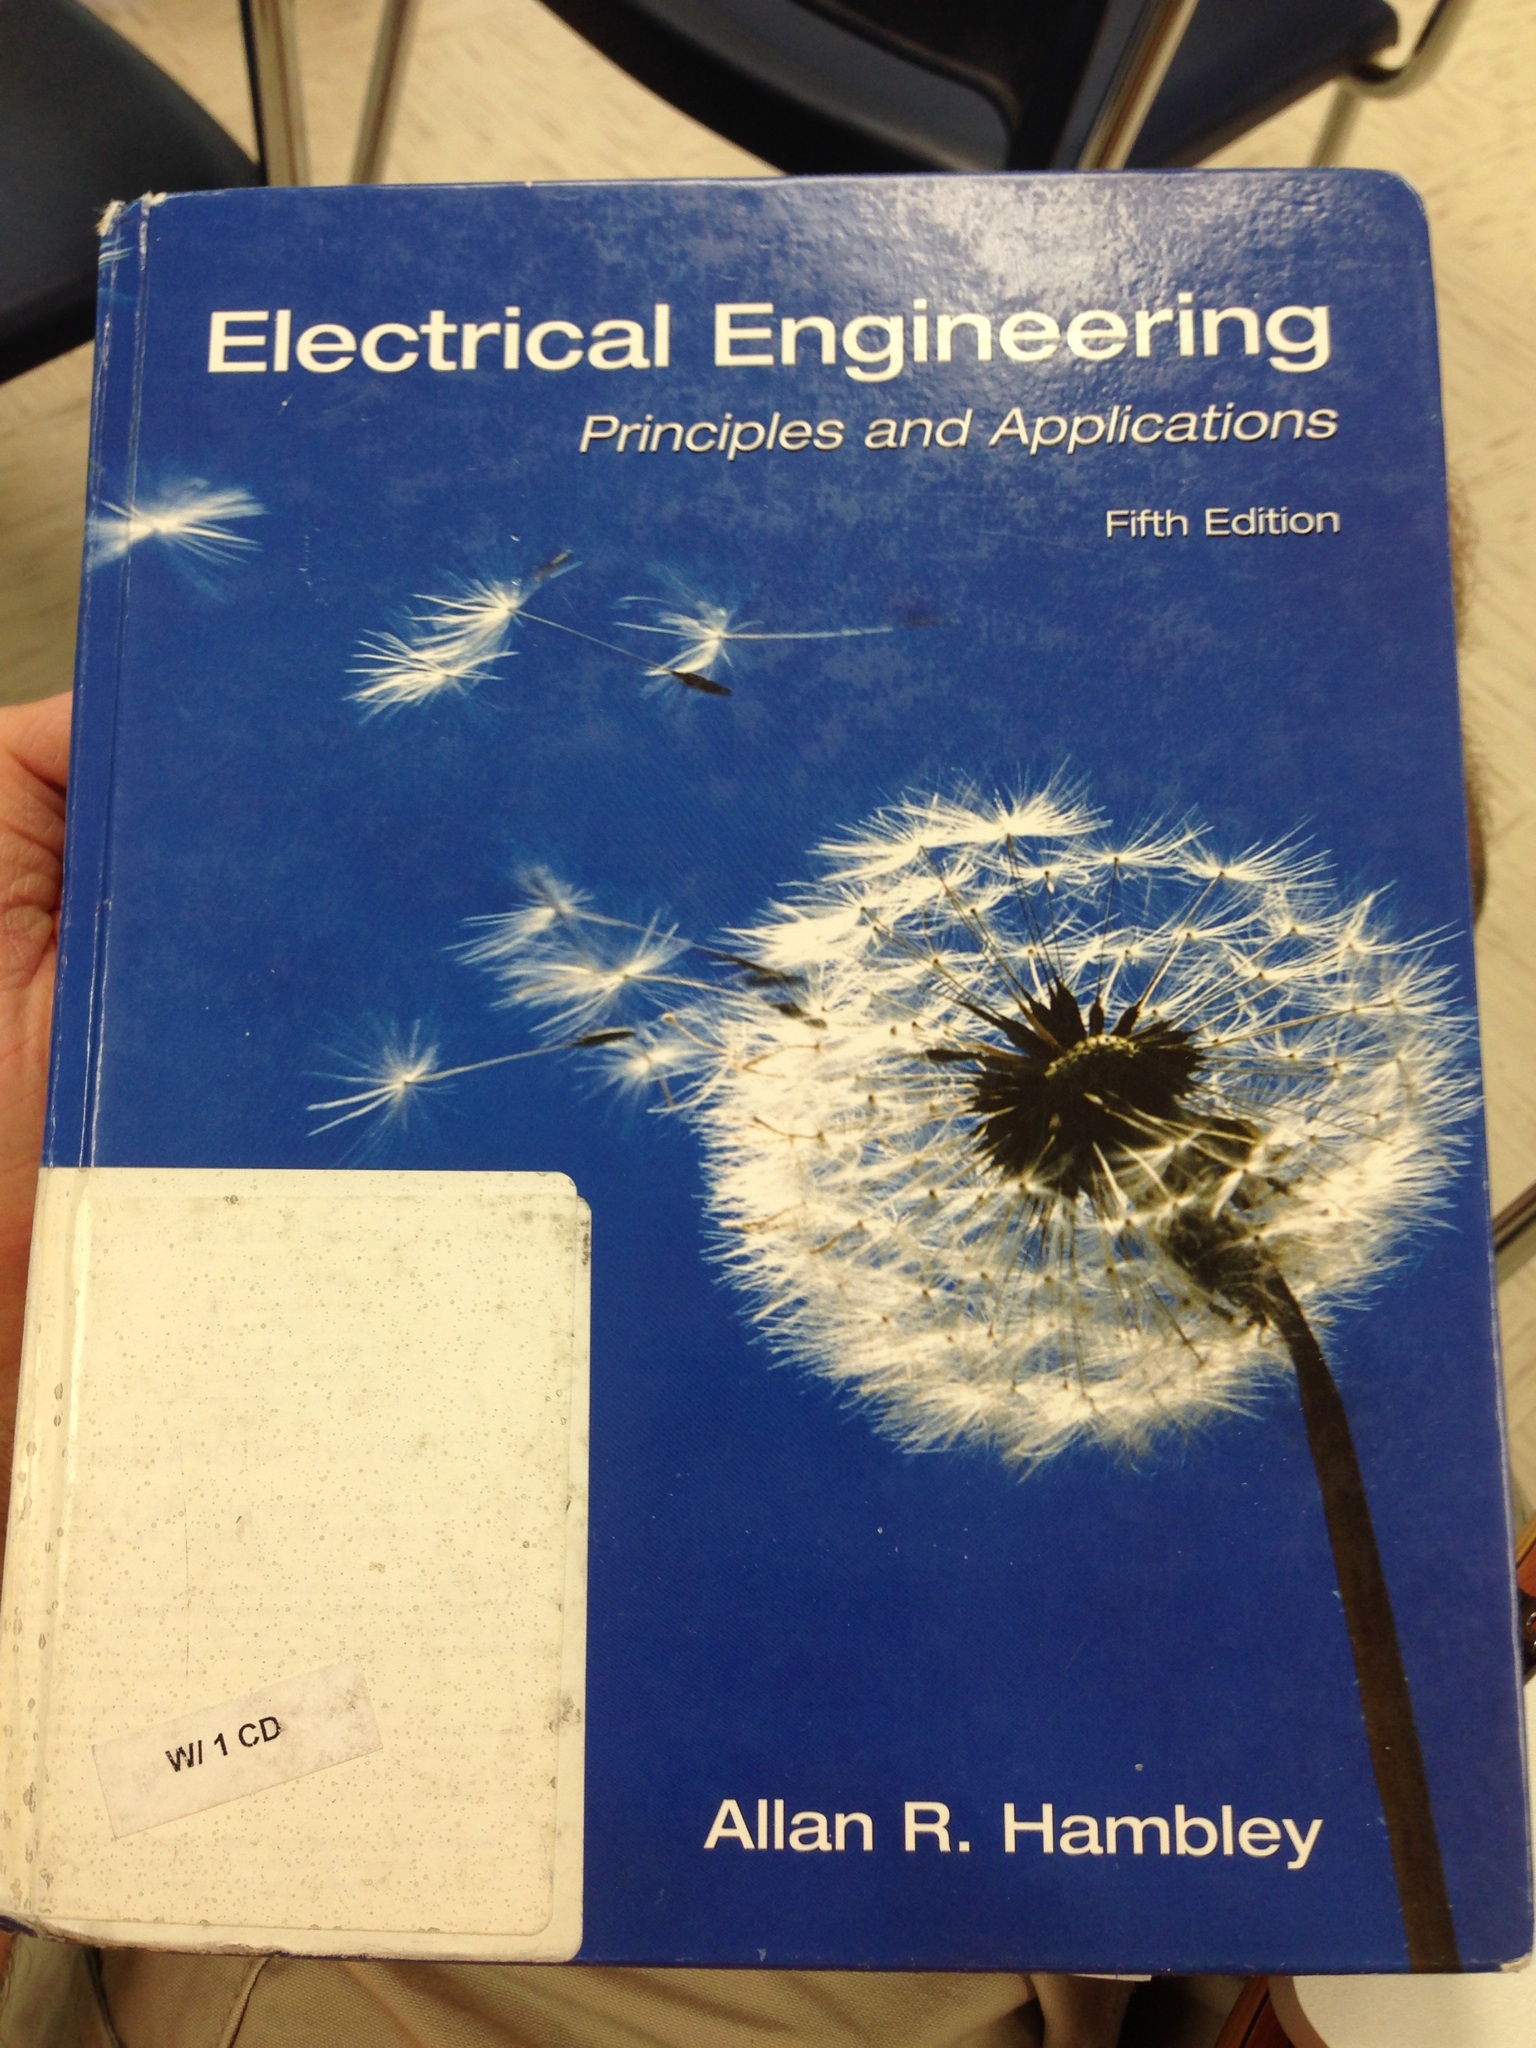 Electrical Engineering
Principles and Applications
Fifth Edition
W/ 1 CD
Allan R. Hambley